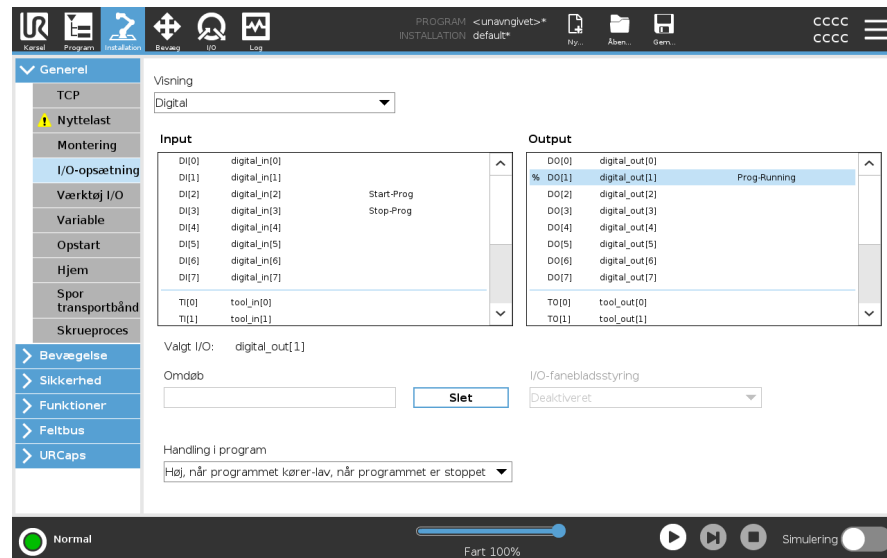 PROGRAM <unavngivet>*
INSTALLATION default*
Kørsel Program Installation Bevæg I/O Log
Ny... Åben... Gem...
CCCC
CCCC
Generel
TCP
Nyttelast
Montering
I/O-opsætning
Værktøj I/O
Variable
Opstart
Hjem
Spor
transportbånd
Skrueproces
Bevægelse
Sikkerhed
Funktioner
Feltbus
URCaps
Visning
Digital
Input
DI[0] digital_in[0]
DI[1] digital_in[1]
DI[2] digital_in[2] Start-Prog
DI[3] digital_in[3] Stop-Prog
DI[4] digital_in[4]
DI[5] digital_in[5]
DI[6] digital_in[6]
DI[7] digital_in[7]
TI[0] tool_in[0]
TI[1] tool_in[1]
Output
DO[0] digital_out[0]
% DO[1] digital_out[1] Prog-Running
DO[2] digital_out[2]
DO[3] digital_out[3]
DO[4] digital_out[4]
DO[5] digital_out[5]
DO[6] digital_out[6]
DO[7] digital_out[7]
TO[0] tool_out[0]
TO[1] tool_out[1]
Valgt I/O: digital_out[1]
Omdøb
Slet
I/O-fanebladsstyring
Deaktiveret
Handling i program
Høj, når programmet kører-lav, når programmet er stoppet
Normal
Fart 100%
Simulering